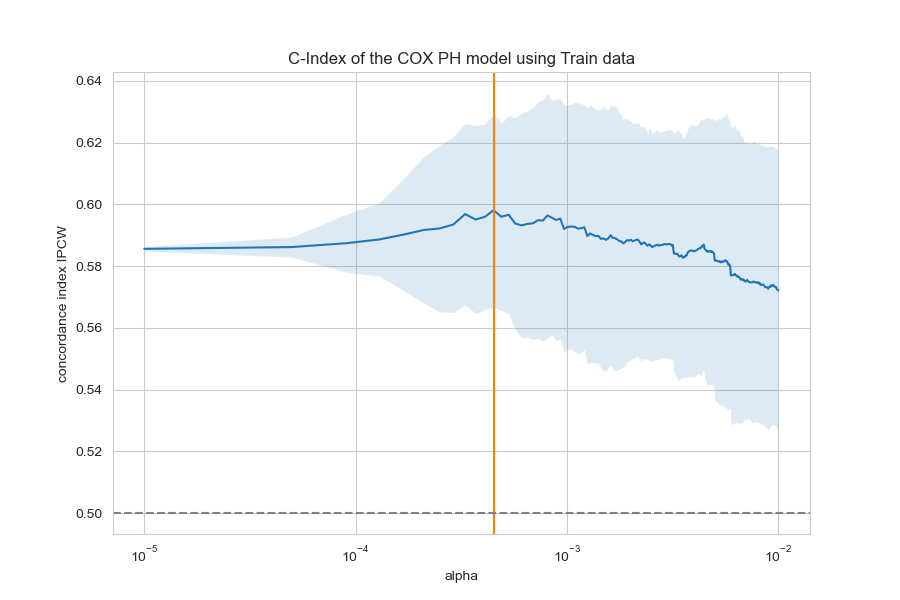 C-Index of the COX PH model using Train data
concordance index IPCW
0.64
0.62
0.60
0.58
0.56
0.54
0.52
0.50
10⁻⁵ 10⁻⁴ 10⁻³ 10⁻²
alpha